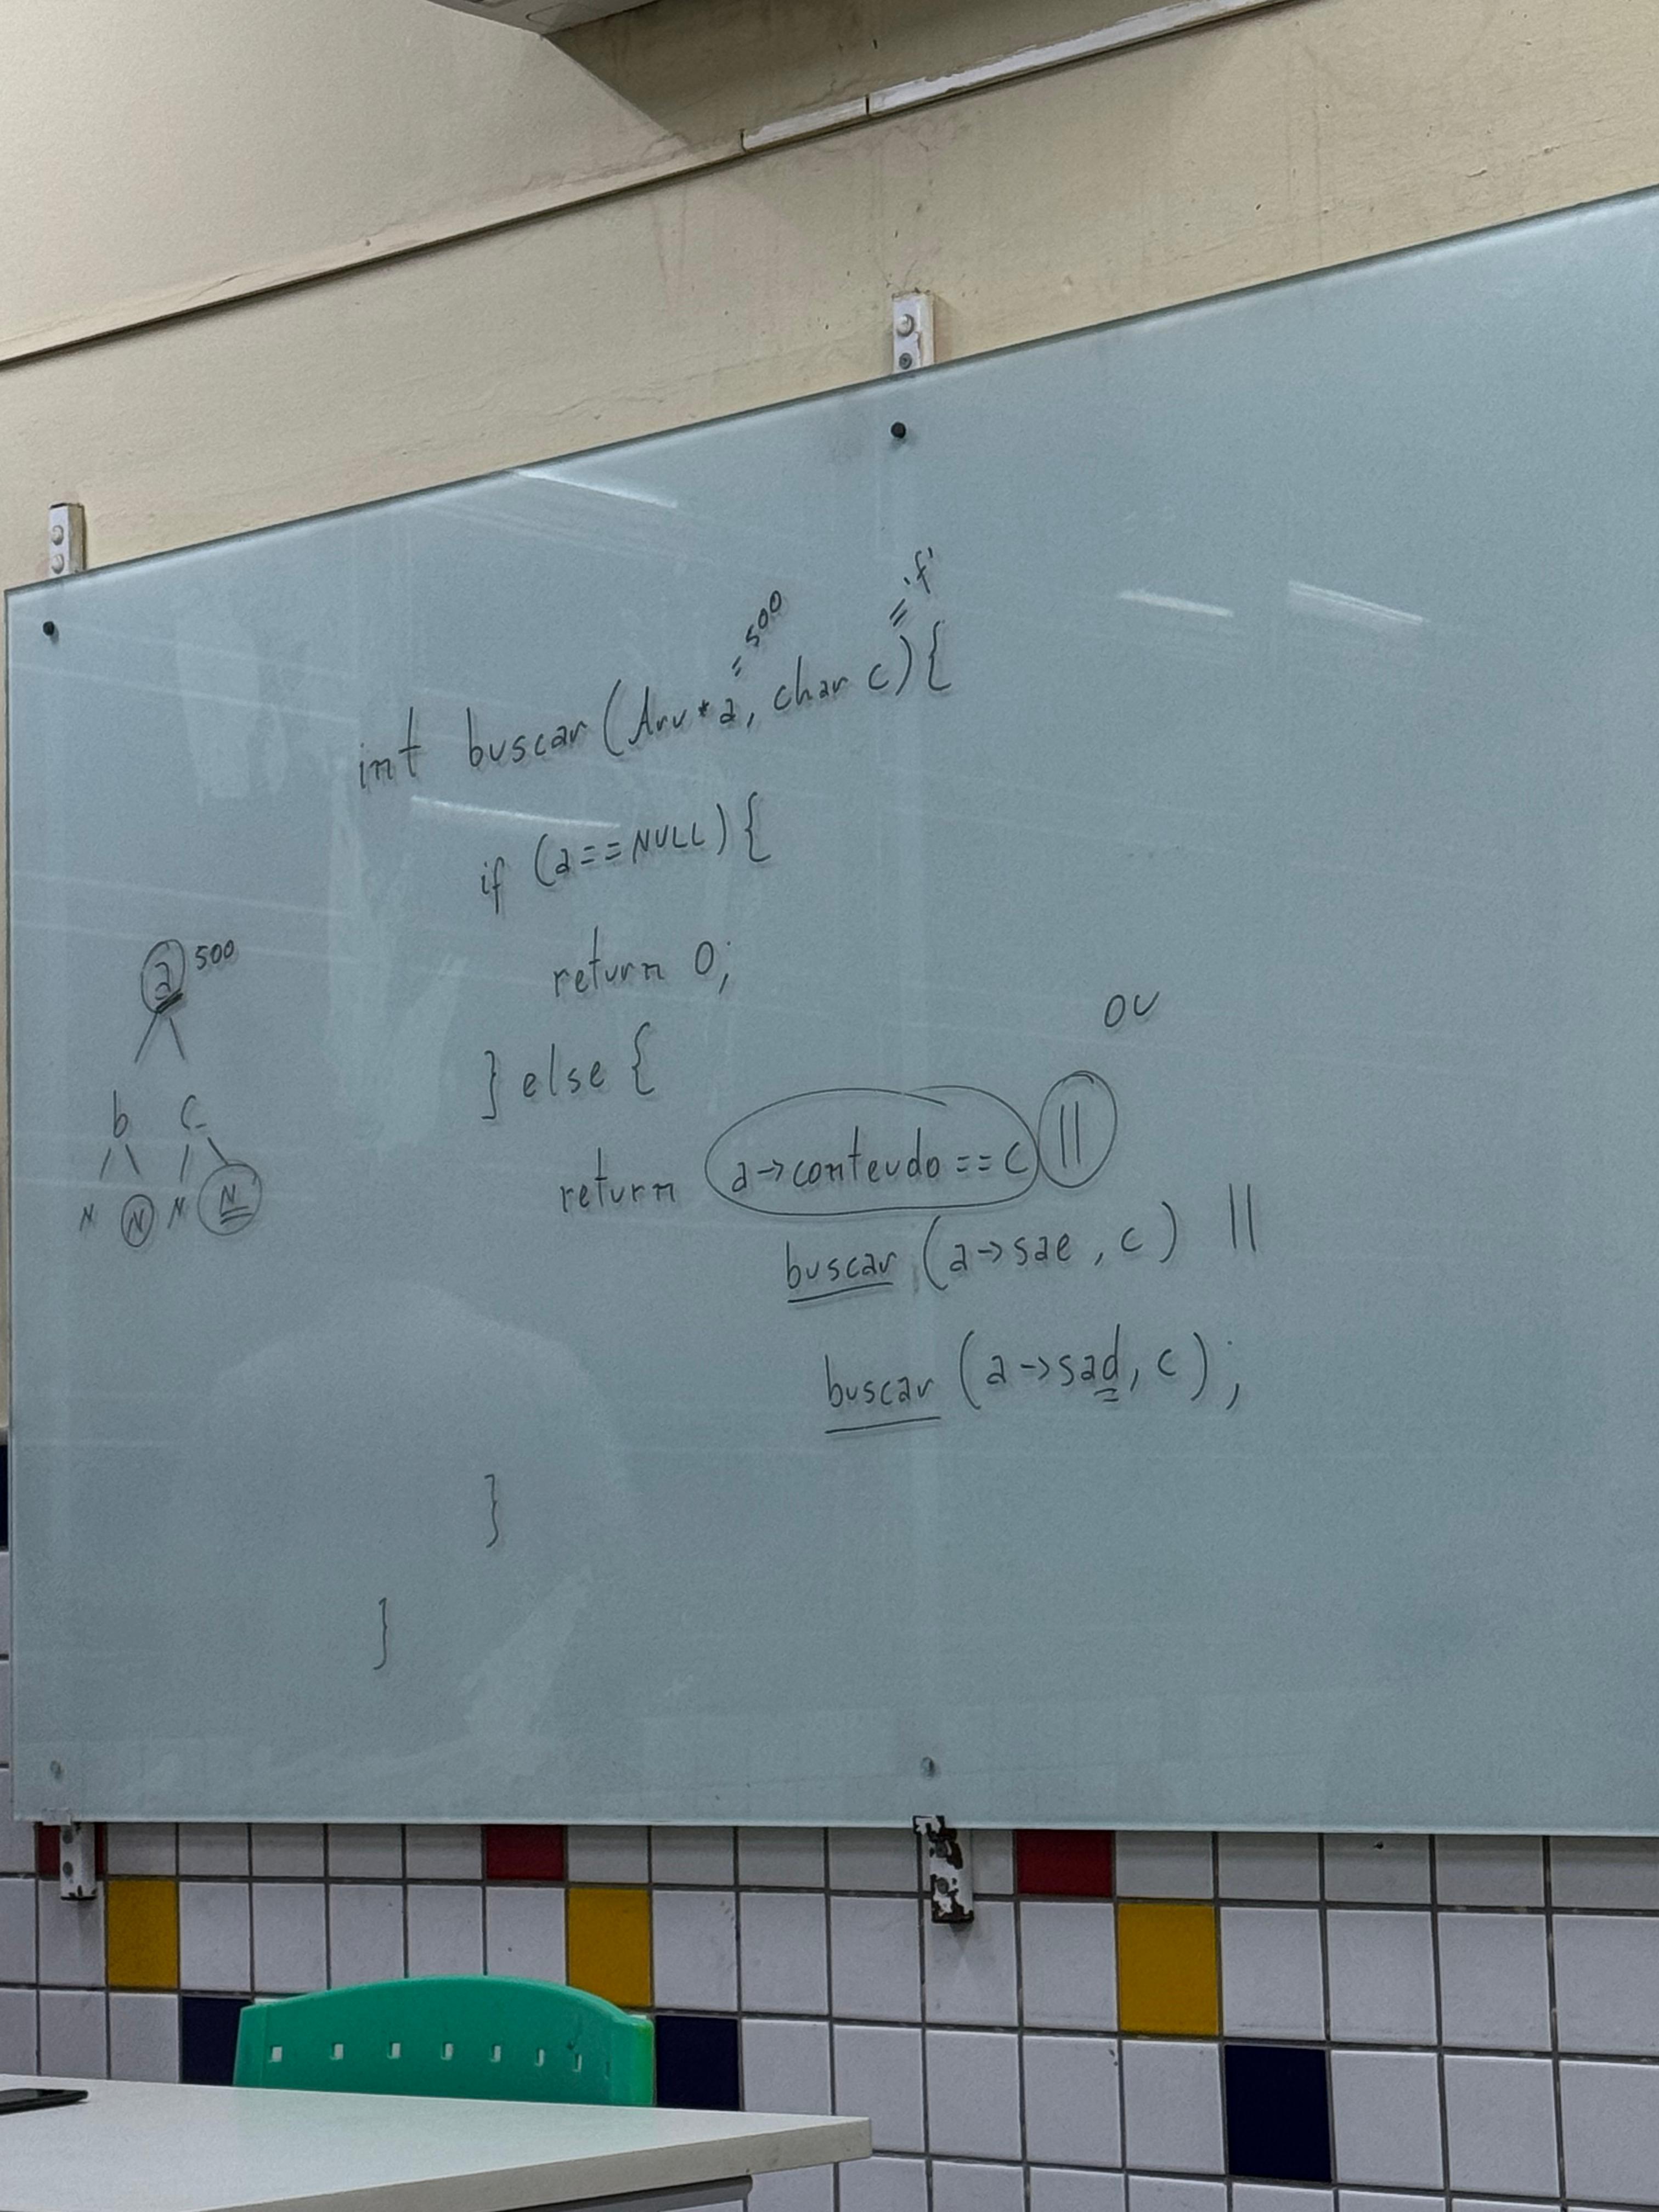 = 500 = 'f'
int buscar (Arv * a, char c) {
if (a == NULL) {
a 500
return 0;
ou
} else {
b c
return a -> conteudo == c ||
N N N N
buscar (a -> sae, c) ||
buscar (a -> sad, c);
}
}